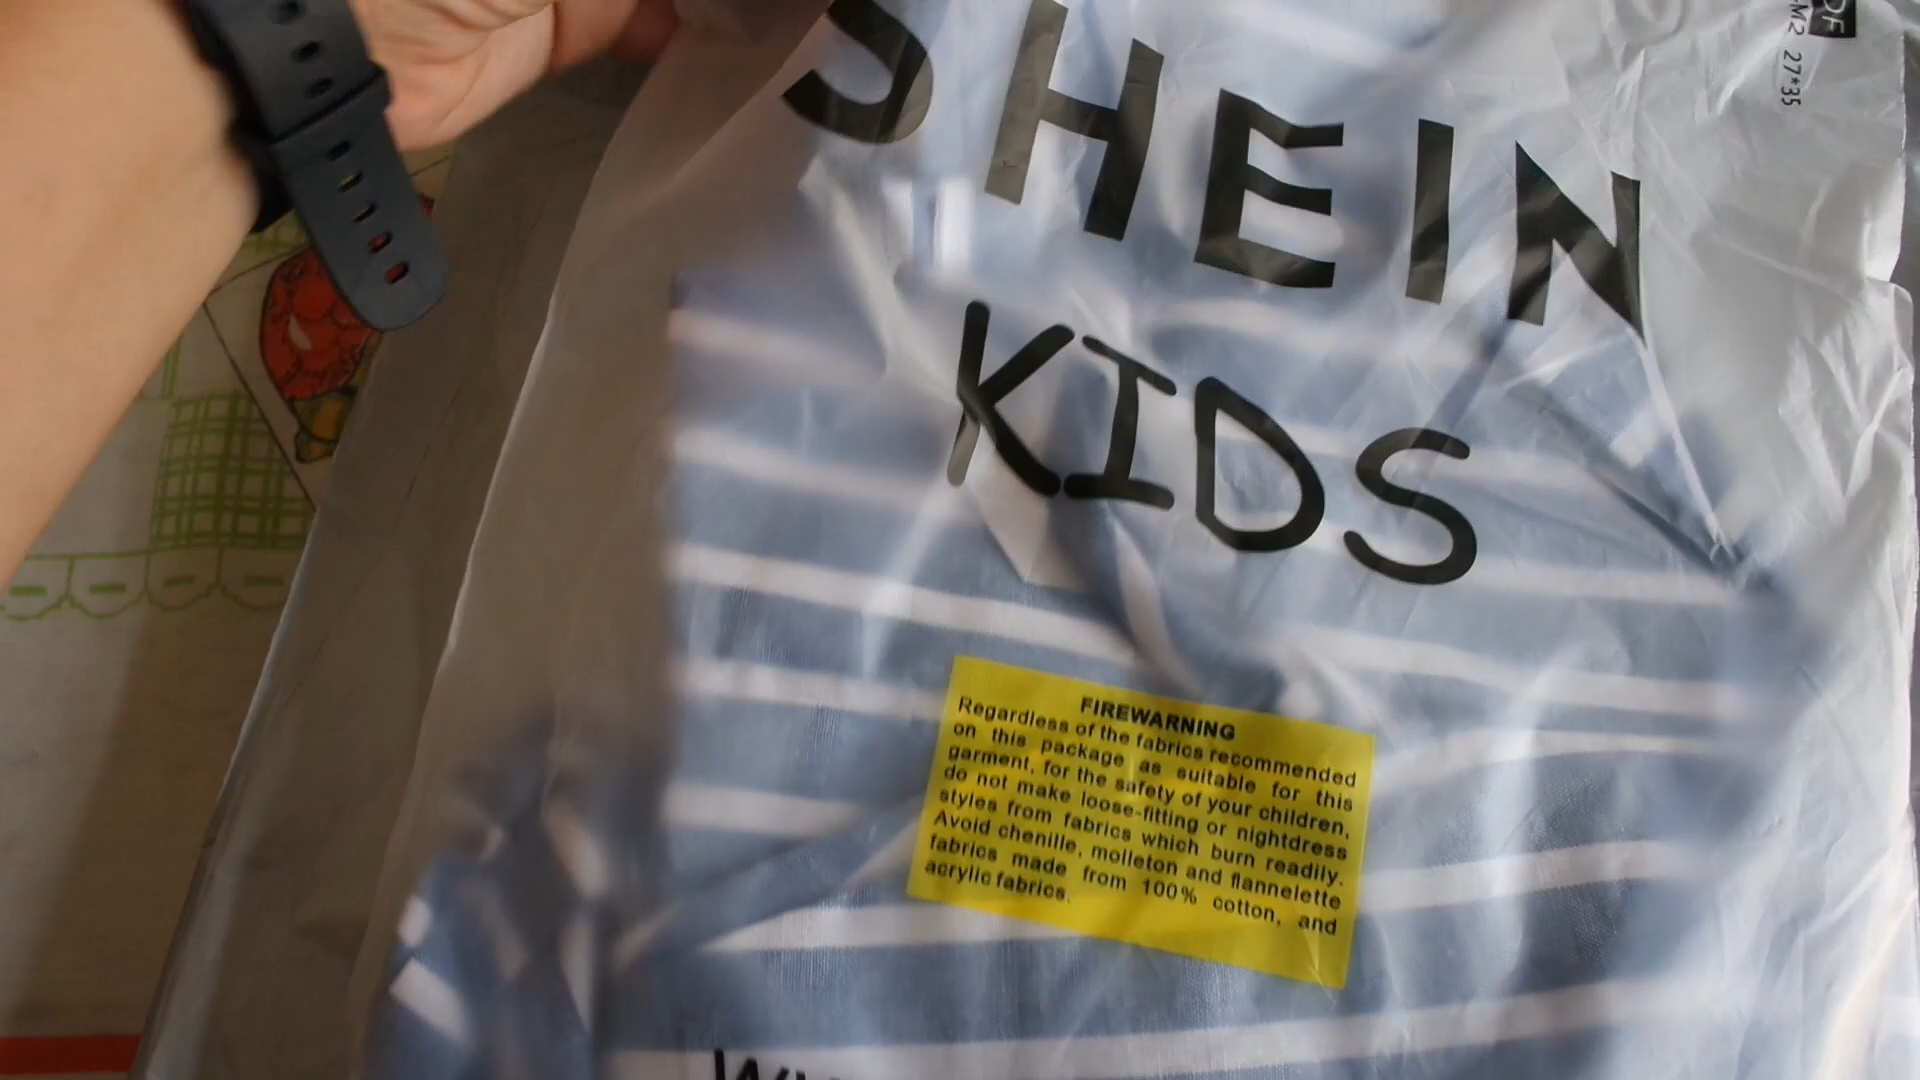 SHEIN
KIDS
FIREWARNING
Regardless of the fabrics recommended
on this package as suitable for this
garment, for the safety of your children,
do not make loose-fitting or nightdress
styles from fabrics which burn readily.
Avoid chenille, molleton and flannelette
fabrics made from 100% cotton, and
acrylic fabrics.
27*35